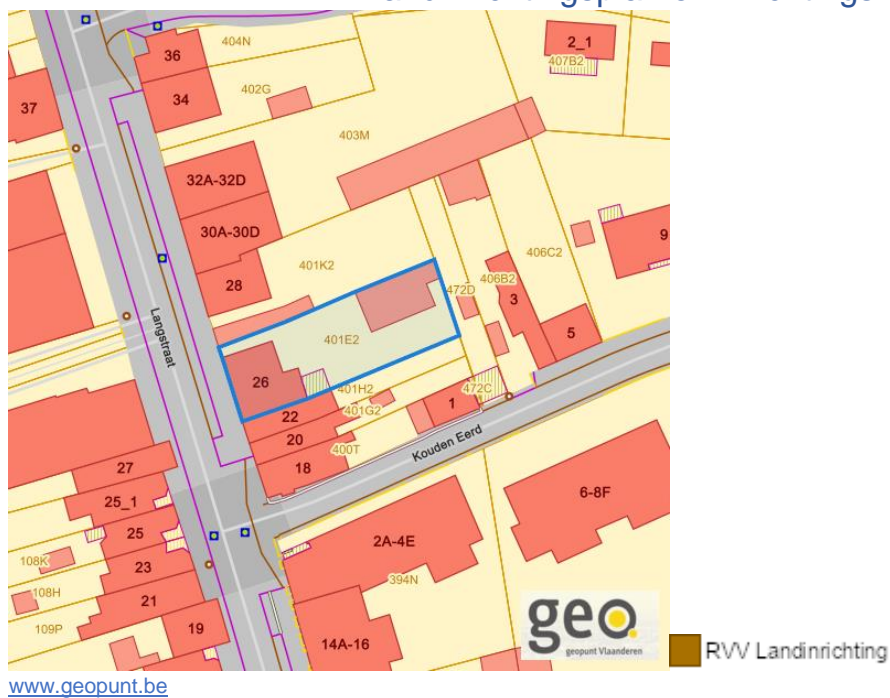 36
404N
2_1
407B2
37
34
402G
403M
32A-32D
30A-30D
9
406C2
401K2
28
472D
406B2
3
Langstraat
401E2
5
26
401H2
472C
22
401G2
1
20
400T
Kouden Eerd
18
27
6-8F
25_1
25
2A-4E
108K
23
394N
108H
21
109P
19
14A-16
geo.
geopunt Vlaanderen
RVV Landinrichting
www.geopunt.be